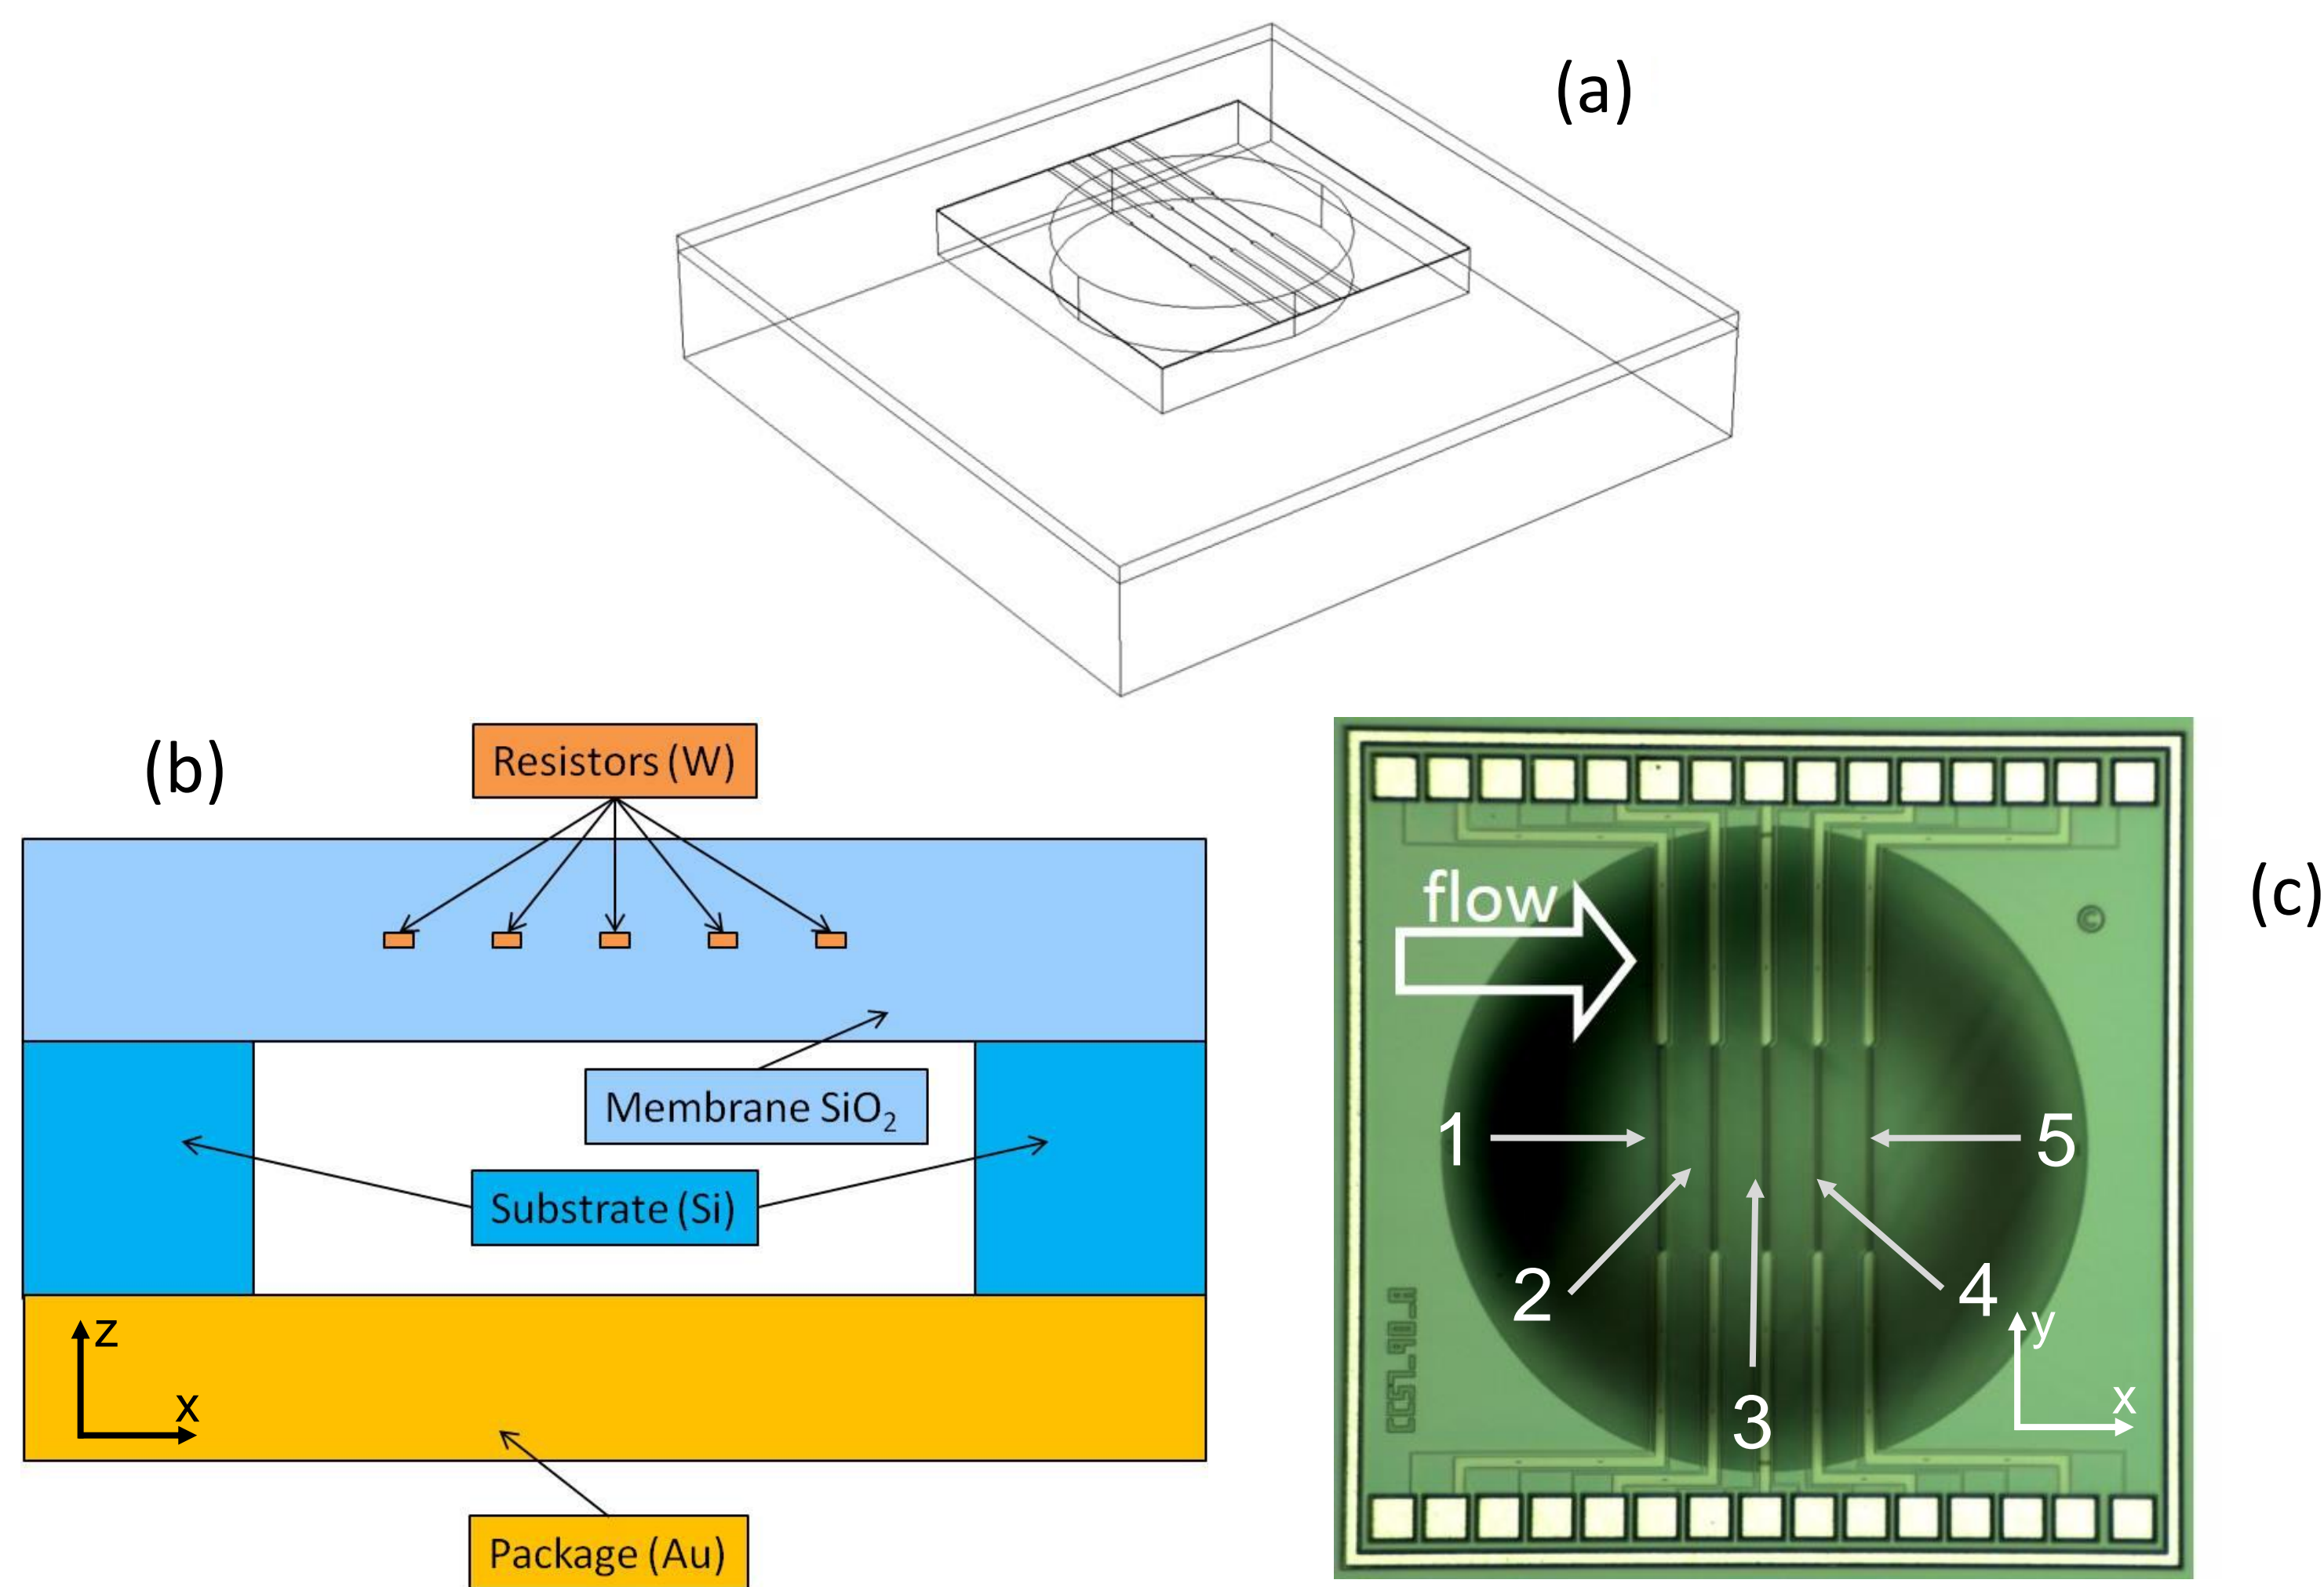 (a)
(b)
Resistors (W)
Membrane SiO₂
Substrate (Si)
z
x
Package (Au)
(c)
flow
©
1
5
2
4
3
y
x